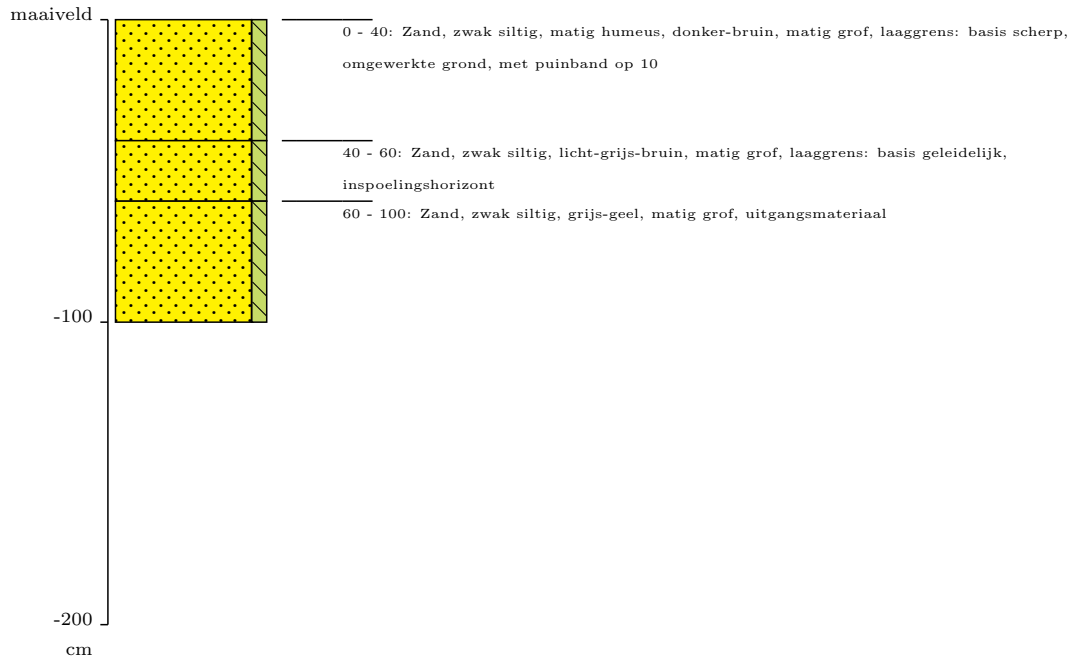 maaiveld
0 - 40: Zand, zwak siltig, matig humeus, donker-bruin, matig grof, laaggrens: basis scherp,
omgewerkte grond, met puinband op 10
40 - 60: Zand, zwak siltig, licht-grijs-bruin, matig grof, laaggrens: basis geleidelijk,
inspoelingshorizont
60 - 100: Zand, zwak siltig, grijs-geel, matig grof, uitgangsmateriaal
-100
-200
cm